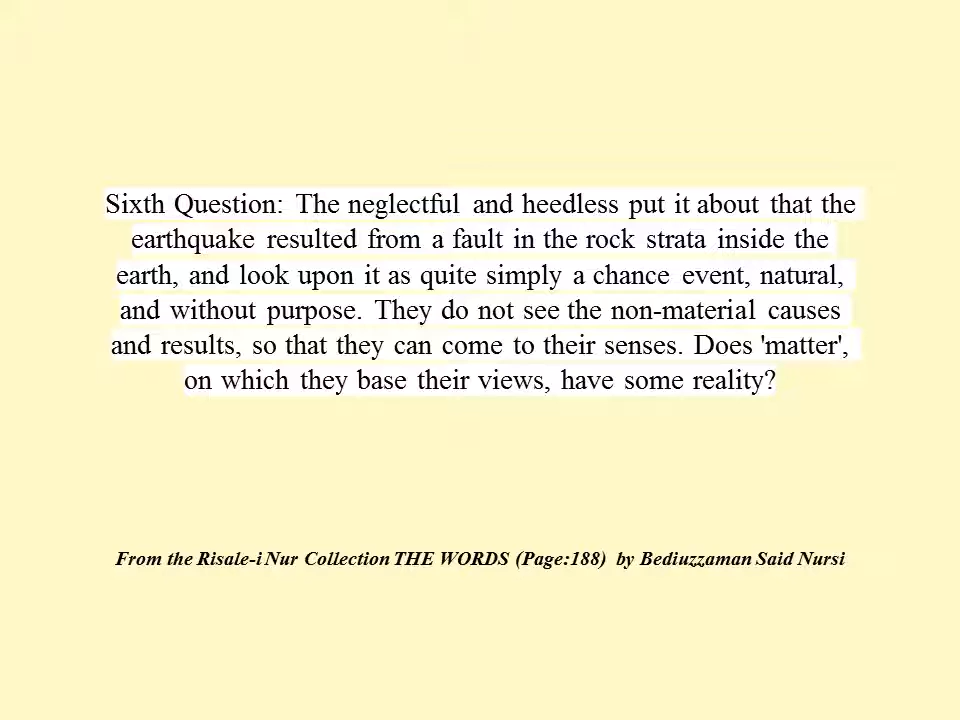 Sixth Question: The neglectful and heedless put it about that the
earthquake resulted from a fault in the rock strata inside the
earth, and look upon it as quite simply a chance event, natural,
and without purpose. They do not see the non-material causes
and results, so that they can come to their senses. Does 'matter',
on which they base their views, have some reality?
From the Risale-i Nur Collection THE WORDS (Page:188) by Bediuzzaman Said Nursi